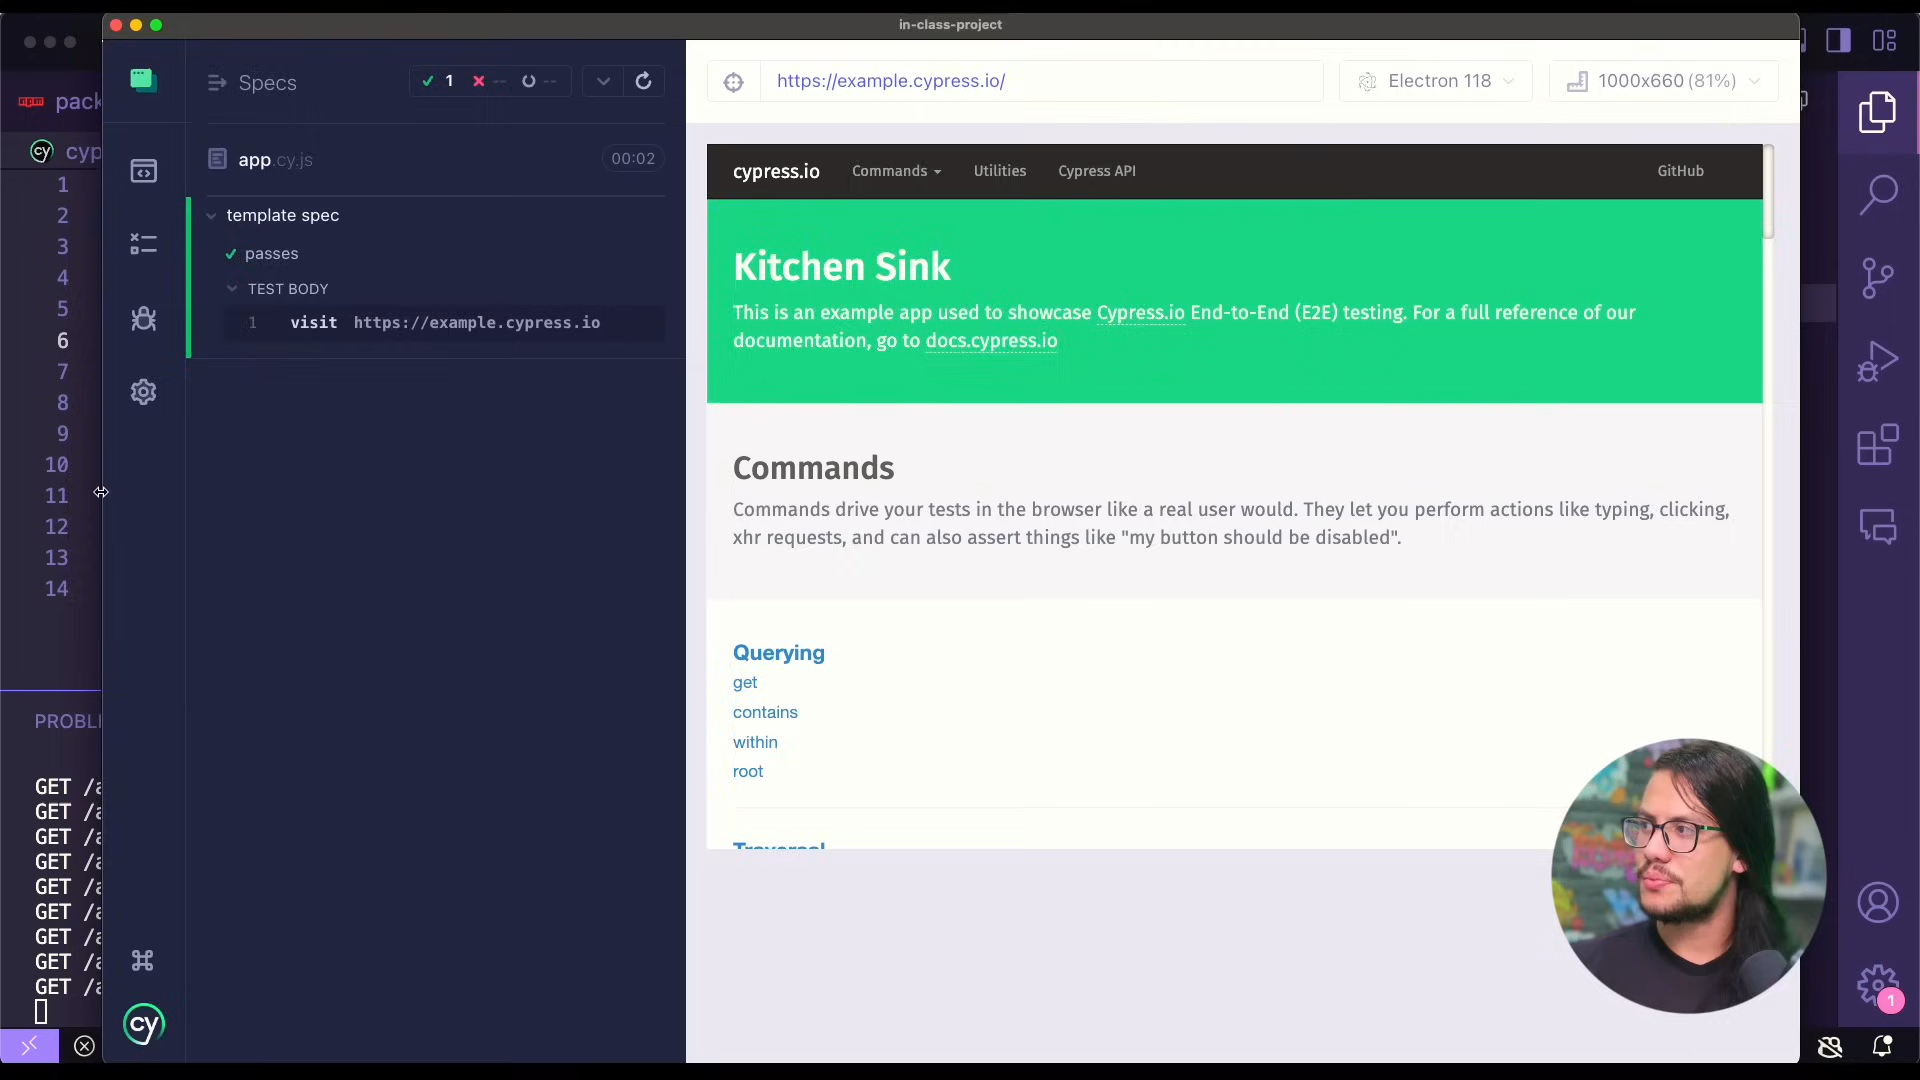 in-class-project
pack
cyp
1
2
3
4
5
6
7
8
9
10
11
12
13
14
PROBL
GET /a
GET /a
GET /a
GET /a
GET /a
GET /a
GET /a
GET /a
GET /a
Specs
1
--
--
app.cy.js
00:02
template spec
passes
TEST BODY
1 visit https://example.cypress.io
cy
cy
https://example.cypress.io/
Electron 118
1000x660 (81%)
cypress.io
Commands
Utilities
Cypress API
GitHub
Kitchen Sink
This is an example app used to showcase Cypress.io End-to-End (E2E) testing. For a full reference of our
documentation, go to docs.cypress.io
Commands
Commands drive your tests in the browser like a real user would. They let you perform actions like typing, clicking,
xhr requests, and can also assert things like "my button should be disabled".
Querying
get
contains
within
root
Traversal
1